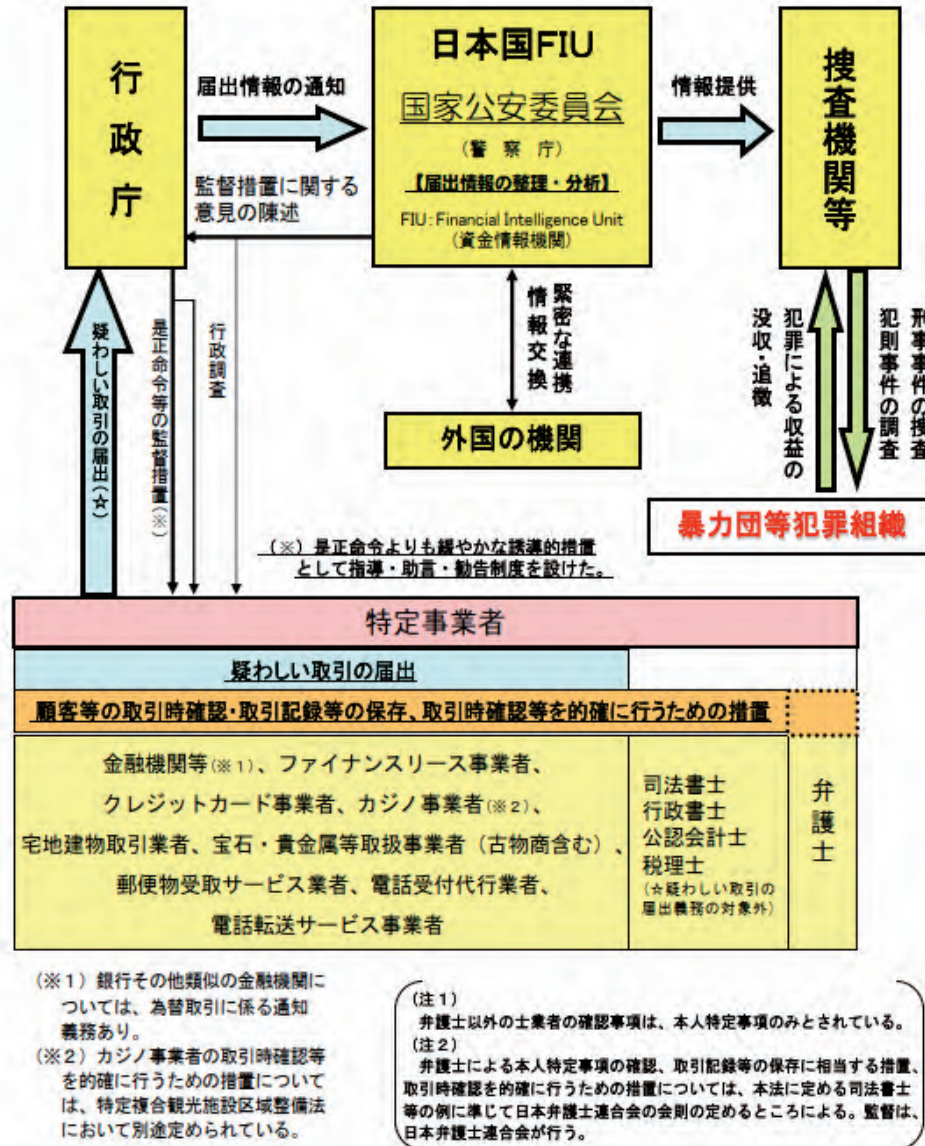 行政庁
届出情報の通知
監督措置に関する
意見の陳述
日本国FIU
国家公安委員会
(警 察 庁)
【届出情報の整理・分析】
FIU：Financial Intelligence Unit
(資金情報機関)
情報提供
捜査機関等
疑わしい取引の届出(☆)
是正命令等の監督措置(※)
行政調査
緊密な連携
情報交換
外国の機関
犯罪による収益の
没収・追徴
刑事事件の捜査
犯則事件の調査
暴力団等犯罪組織
(※)是正命令よりも緩やかな誘導的措置
として指導・助言・勧告制度を設けた。
特定事業者
疑わしい取引の届出
顧客等の取引時確認・取引記録等の保存、取引時確認等を的確に行うための措置
金融機関等(※1)、ファイナンスリース事業者、
クレジットカード事業者、カジノ事業者(※2)、
宅地建物取引業者、宝石・貴金属等取扱事業者（古物商含む）、
郵便物受取サービス業者、電話受付代行業者、
電話転送サービス事業者
司法書士
行政書士
公認会計士
税理士
(☆疑わしい取引の
届出義務の対象外)
弁護士
(※1)銀行その他類似の金融機関に
ついては、為替取引に係る通知
義務あり。
(※2)カジノ事業者の取引時確認等
を的確に行うための措置について
は、特定複合観光施設区域整備法
において別途定められている。
(注1)
弁護士以外の士業者の確認事項は、本人特定事項のみとされている。
(注2)
弁護士による本人特定事項の確認、取引記録等の保存に相当する措置、
取引時確認を的確に行うための措置については、本法に定める司法書士
等の例に準じて日本弁護士連合会の会則の定めるところによる。監督は、
日本弁護士連合会が行う。